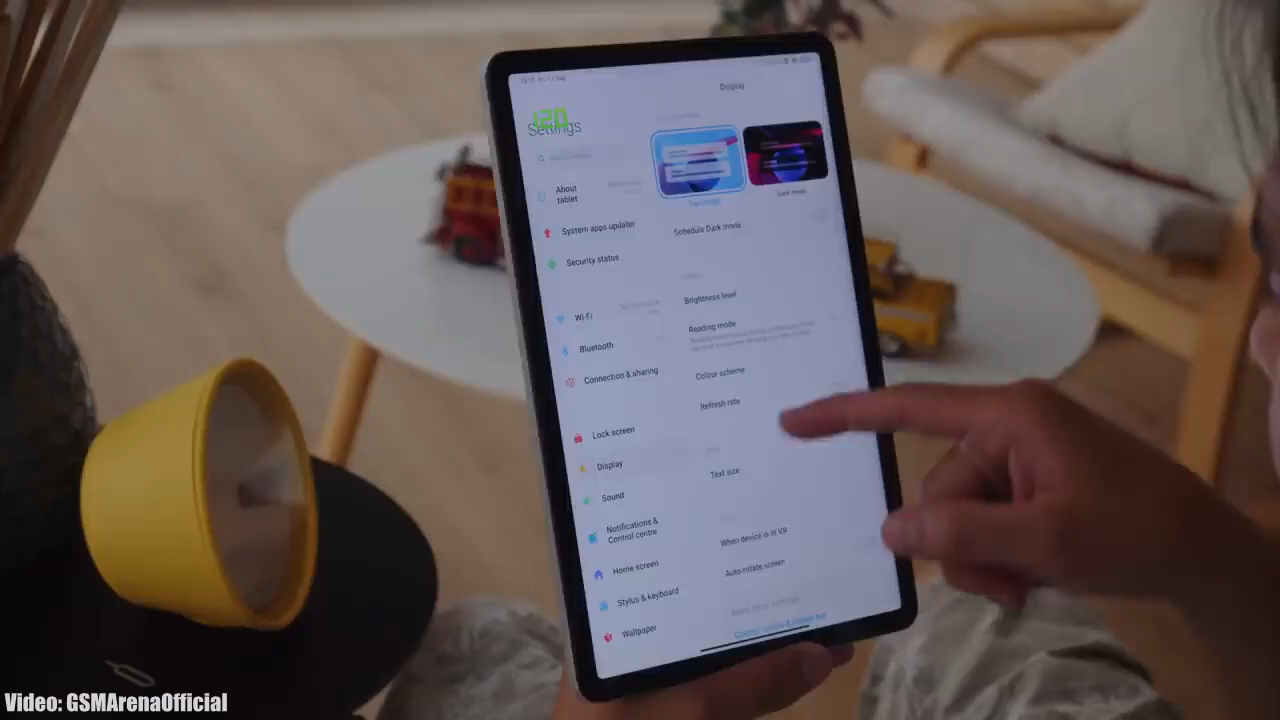 Display
120
Settings
About
tablet
System apps updater
Schedule Dark mode
Security status
Brightness level
Wi-Fi
Reading mode
Bluetooth
Colour scheme
Connection & sharing
Refresh rate
Lock screen
Display
Text size
Sound
Notifications &
Control centre
When device is in VR
Auto-rotate screen
Home screen
Stylus & keyboard
Wallpaper
Video: GSMArenaOfficial